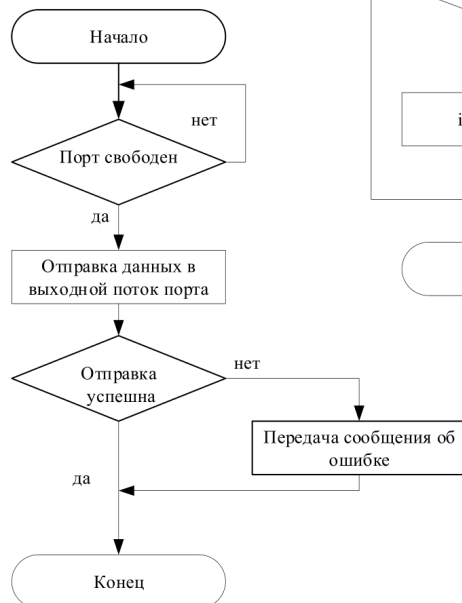 Начало
нет
Порт свободен
да
Отправка данных в
выходной поток порта
нет
Отправка
успешна
Передача сообщения об
ошибке
да
Конец